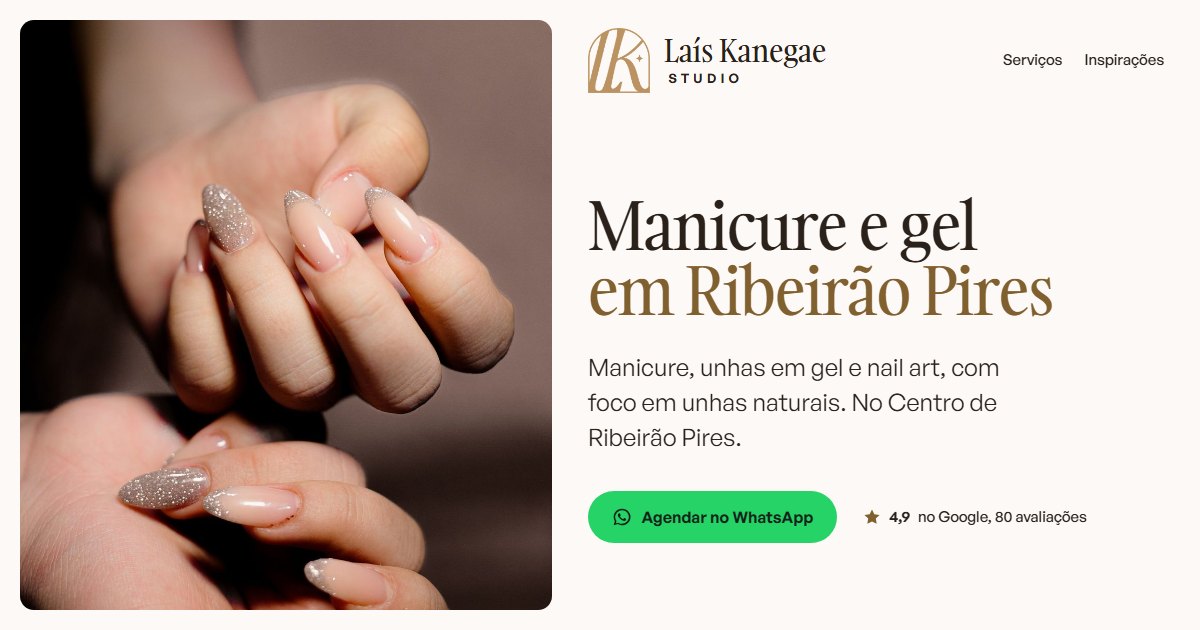 lk
Laís Kanegae
STUDIO
Serviços
Inspirações
Manicure e gel
em Ribeirão Pires
Manicure, unhas em gel e nail art, com
foco em unhas naturais. No Centro de
Ribeirão Pires.
Agendar no WhatsApp
4,9 no Google, 80 avaliações